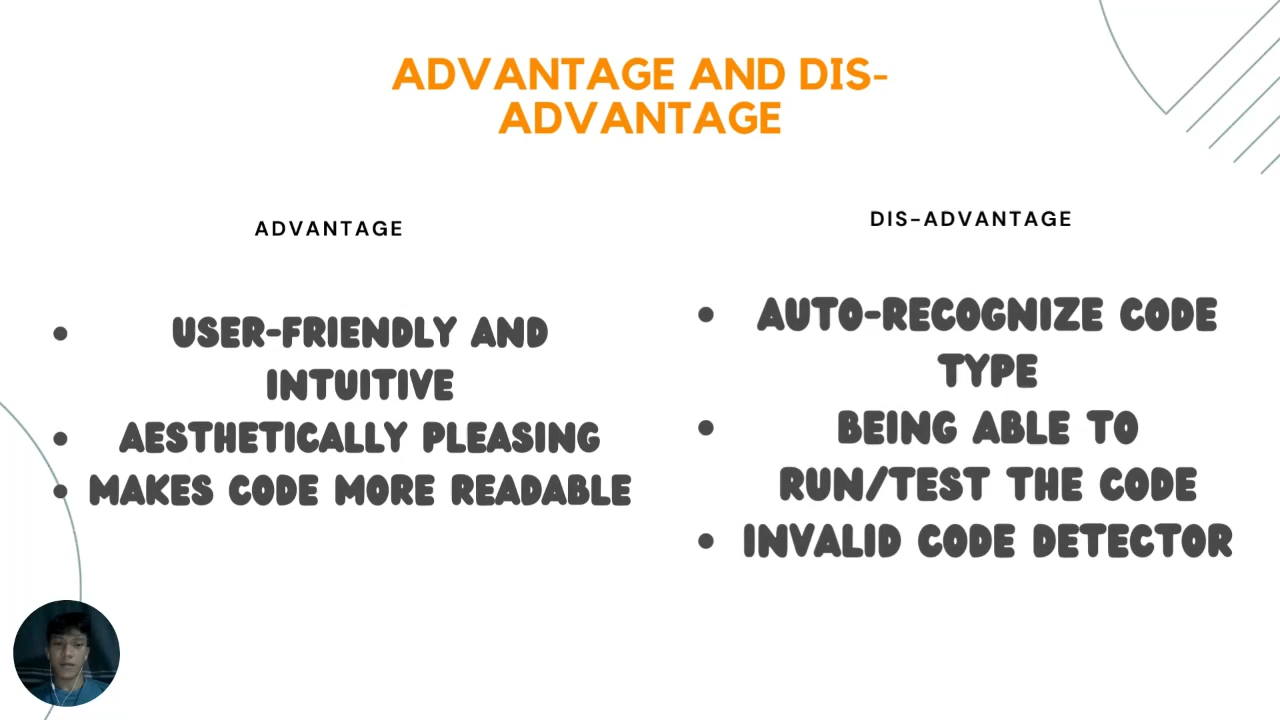 ADVANTAGE AND DIS-
ADVANTAGE
ADVANTAGE
• USER-FRIENDLY AND
INTUITIVE
• AESTHETICALLY PLEASING
• MAKES CODE MORE READABLE
DIS-ADVANTAGE
• AUTO-RECOGNIZE CODE
TYPE
• BEING ABLE TO
RUN/TEST THE CODE
• INVALID CODE DETECTOR